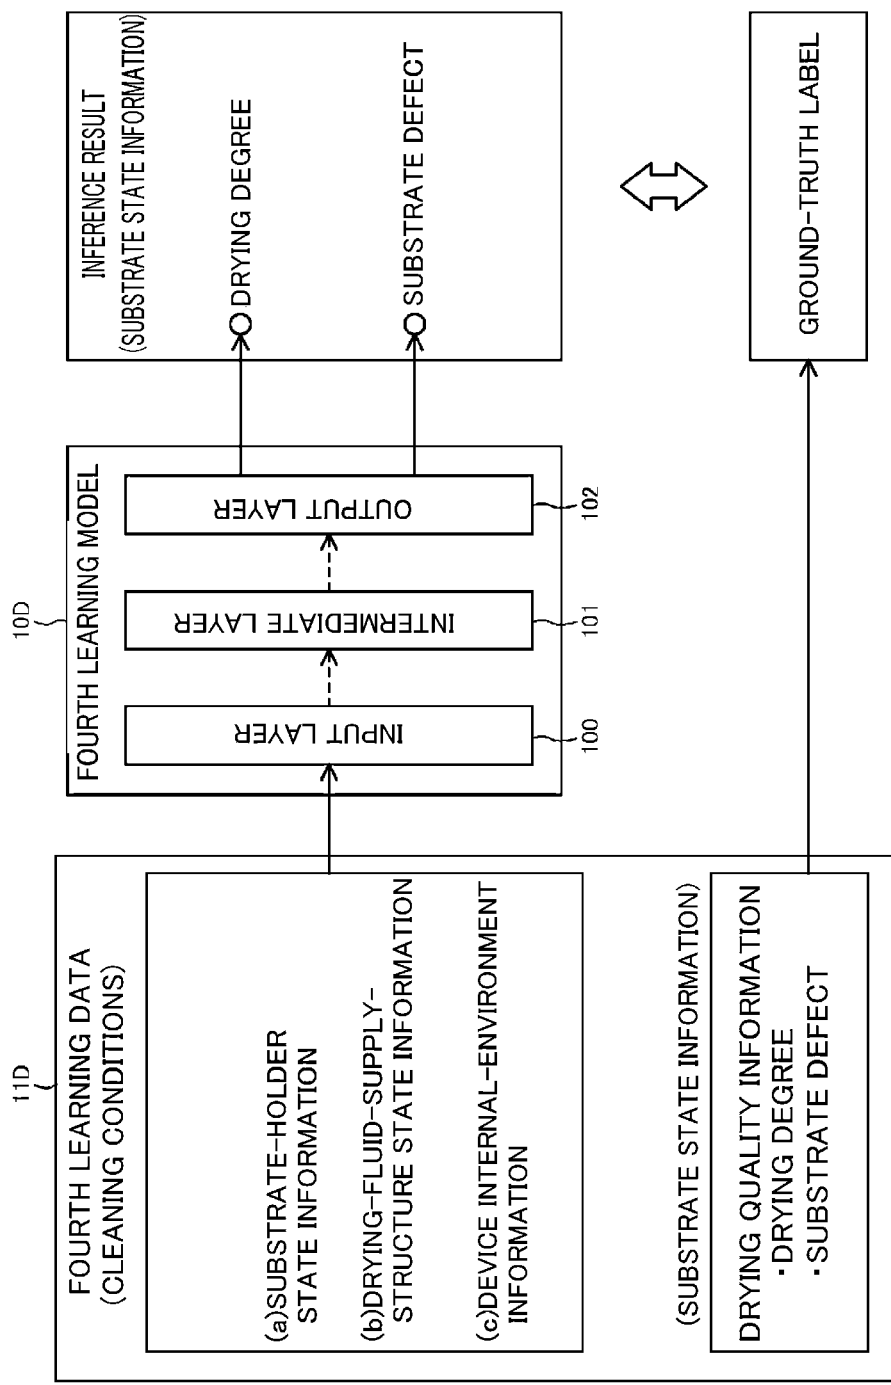 11D
FOURTH LEARNING DATA
(CLEANING CONDITIONS)
(a)SUBSTRATE-HOLDER
STATE INFORMATION
(b)DRYING-FLUID-SUPPLY-
STRUCTURE STATE INFORMATION
(c)DEVICE INTERNAL-ENVIRONMENT
INFORMATION
(SUBSTRATE STATE INFORMATION)
DRYING QUALITY INFORMATION
・DRYING DEGREE
・SUBSTRATE DEFECT
10D
FOURTH LEARNING MODEL
INPUT LAYER
100
INTERMEDIATE LAYER
101
OUTPUT LAYER
102
INFERENCE RESULT
(SUBSTRATE STATE INFORMATION)
DRYING DEGREE
SUBSTRATE DEFECT
GROUND-TRUTH LABEL